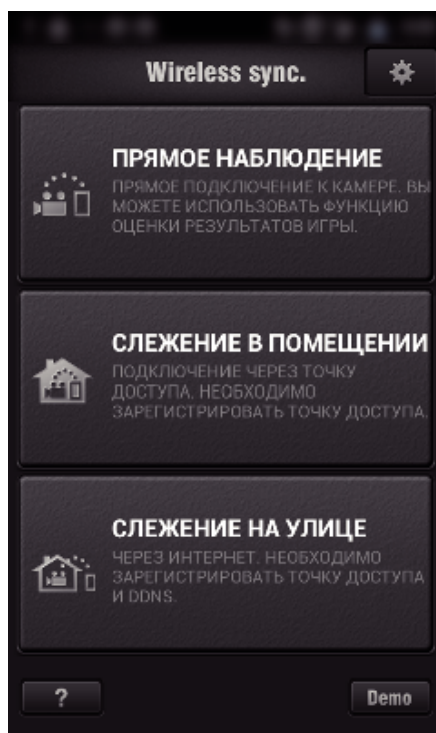 Wireless sync.
ПРЯМОЕ НАБЛЮДЕНИЕ
ПРЯМОЕ ПОДКЛЮЧЕНИЕ К КАМЕРЕ. ВЫ
МОЖЕТЕ ИСПОЛЬЗОВАТЬ ФУНКЦИЮ
ОЦЕНКИ РЕЗУЛЬТАТОВ ИГРЫ.
СЛЕЖЕНИЕ В ПОМЕЩЕНИИ
ПОДКЛЮЧЕНИЕ ЧЕРЕЗ ТОЧКУ
ДОСТУПА. НЕОБХОДИМО
ЗАРЕГИСТРИРОВАТЬ ТОЧКУ ДОСТУПА.
СЛЕЖЕНИЕ НА УЛИЦЕ
ЧЕРЕЗ ИНТЕРНЕТ. НЕОБХОДИМО
ЗАРЕГИСТРИРОВАТЬ ТОЧКУ ДОСТУПА
И DDNS.
? Demo